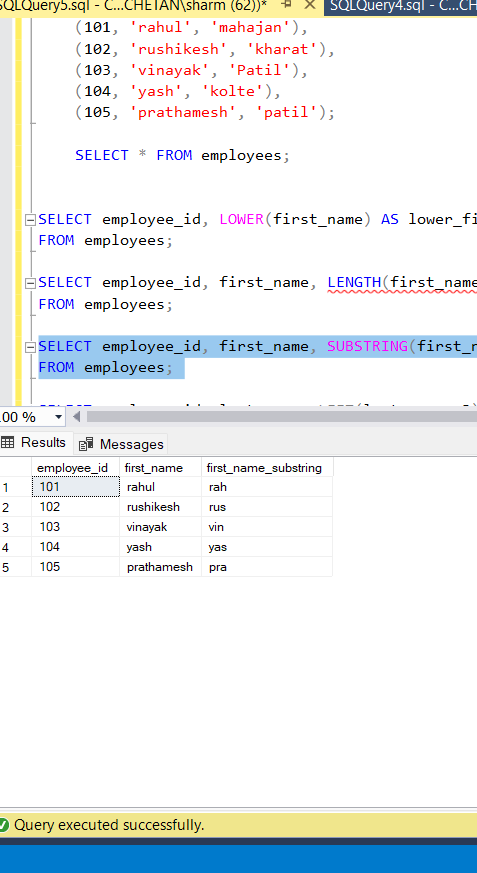 SQLQuery5.sql - C...CHETAN\sharm (62))* SQLQuery4.sql - C...CH
(101, 'rahul', 'mahajan'),
(102, 'rushikesh', 'kharat'),
(103, 'vinayak', 'Patil'),
(104, 'yash', 'kolte'),
(105, 'prathamesh', 'patil');
SELECT * FROM employees;
SELECT employee_id, LOWER(first_name) AS lower_fi
FROM employees;
SELECT employee_id, first_name, LENGTH(first_name
FROM employees;
SELECT employee_id, first_name, SUBSTRING(first_n
FROM employees;
.00 %
Results Messages
employee_id first_name first_name_substring
1 101 rahul rah
2 102 rushikesh rus
3 103 vinayak vin
4 104 yash yas
5 105 prathamesh pra
Query executed successfully.